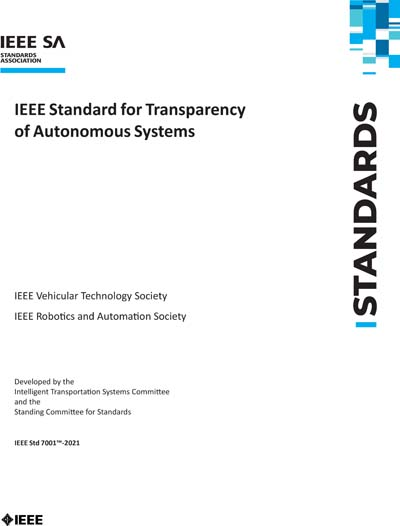 IEEE SA
STANDARDS
ASSOCIATION
IEEE Standard for Transparency
of Autonomous Systems
STANDARDS
IEEE Vehicular Technology Society
IEEE Robotics and Automation Society
Developed by the
Intelligent Transportation Systems Committee
and the
Standing Committee for Standards
IEEE Std 7001™-2021
IEEE